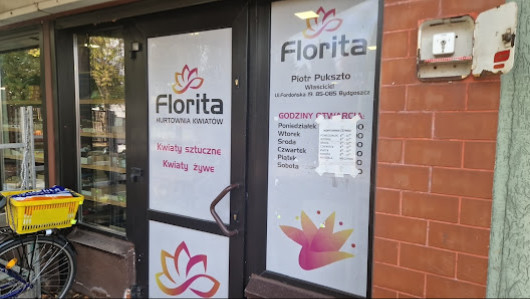 Florita
HURTOWNIA KWIATÓW
Kwiaty sztuczne
Kwiaty żywe
Florita
Piotr Pukszto
Właściciel
ul. Fordońska 19 85-085 Bydgoszcz
GODZINY OTWARCIA:
Poniedziałek
Wtorek
Środa
Czwartek
Piątek
Sobota